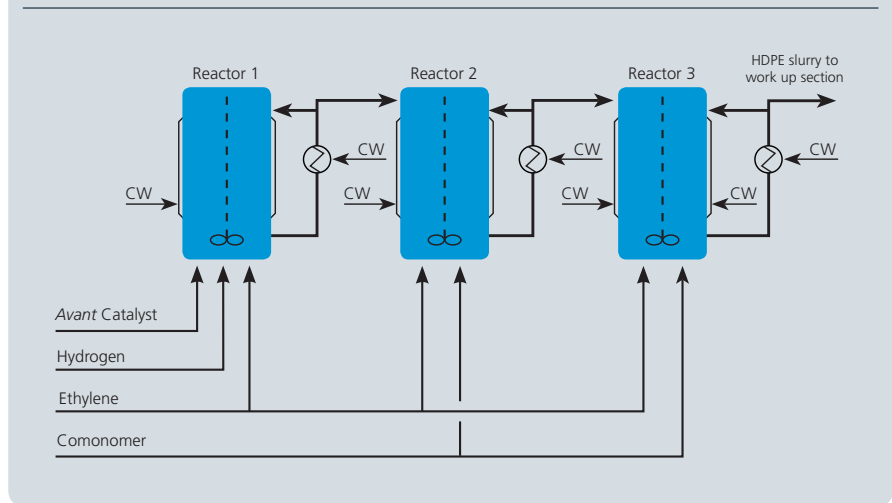 Reactor 1
Reactor 2
Reactor 3
HDPE slurry to
work up section
CW
CW
CW
CW
CW
CW
CW
Avant Catalyst
Hydrogen
Ethylene
Comonomer